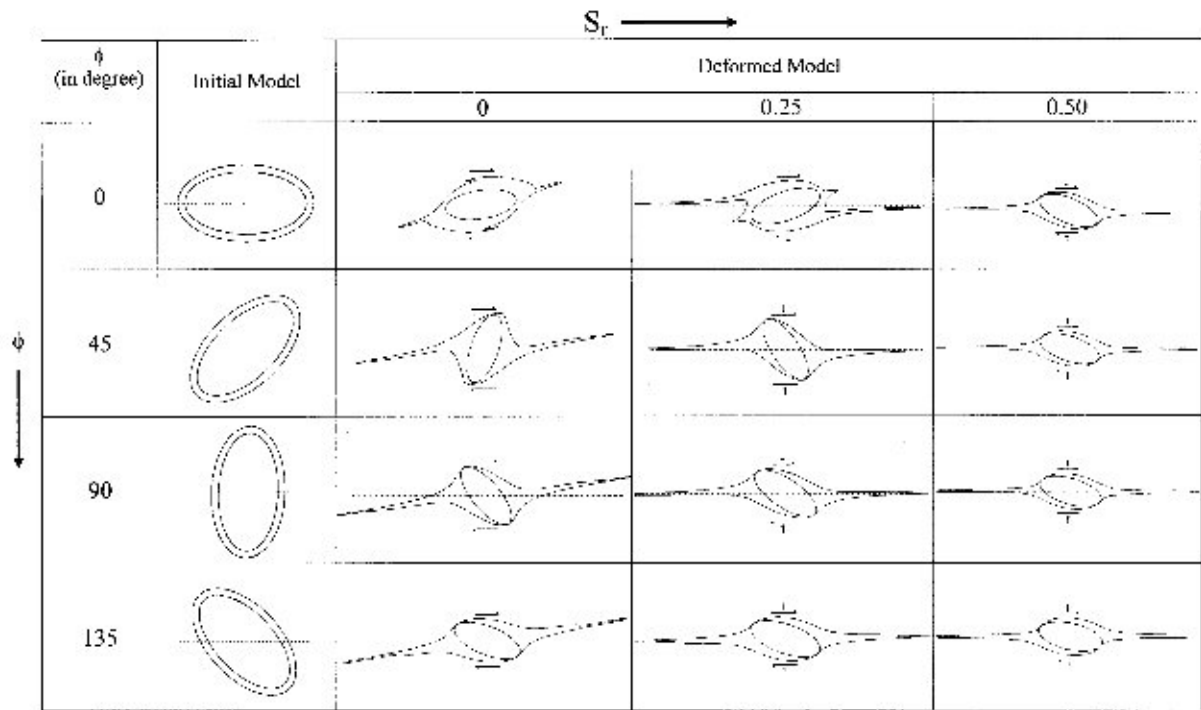 Sr
ϕ
(in degree)
Initial Model
Deformed Model
0
0.25
0.50
0
45
90
135
ϕ